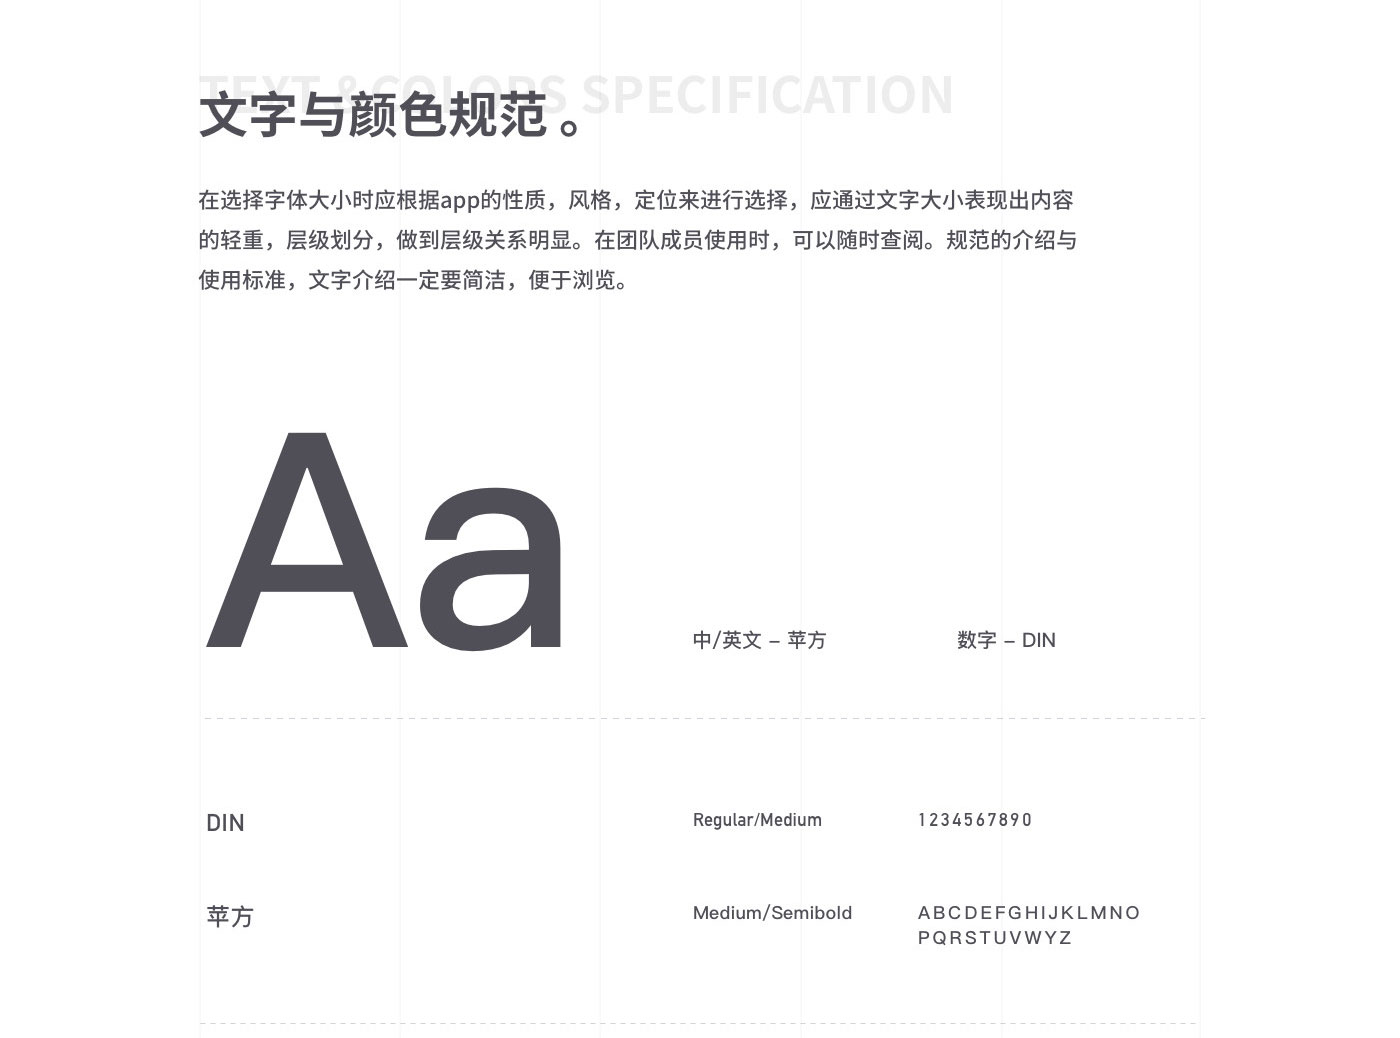 TEXT & COLORS SPECIFICATION
文字与颜色规范 。
在选择字体大小时应根据app的性质，风格，定位来进行选择，应通过文字大小表现出内容
的轻重，层级划分，做到层级关系明显。在团队成员使用时，可以随时查阅。规范的介绍与
使用标准，文字介绍一定要简洁，便于浏览。
Aa
中/英文 – 苹方
数字 – DIN
DIN
Regular/Medium
1234567890
苹方
Medium/Semibold
ABCDEFGHIJKLMNO
PQRSTUVWYZ